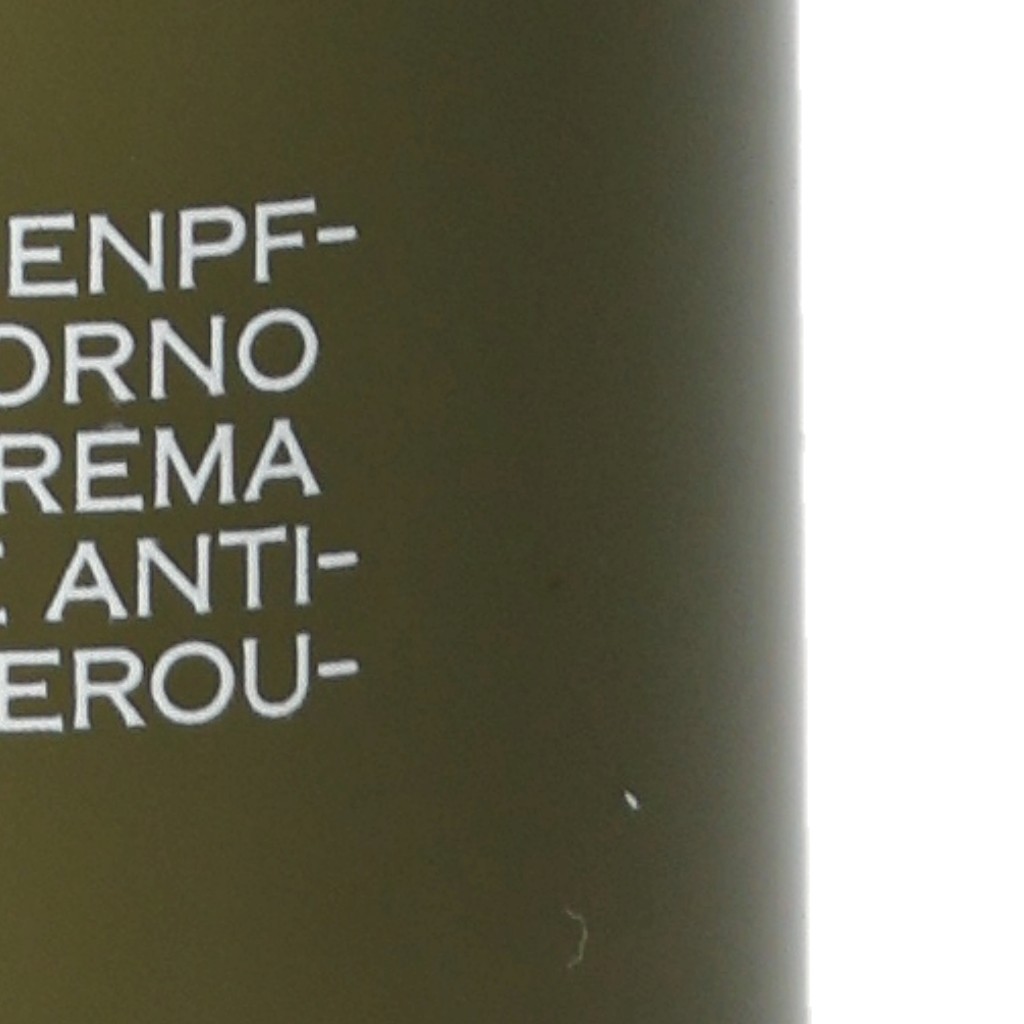 ENPF-
ORNO
REMA
ANTI-
EROU-